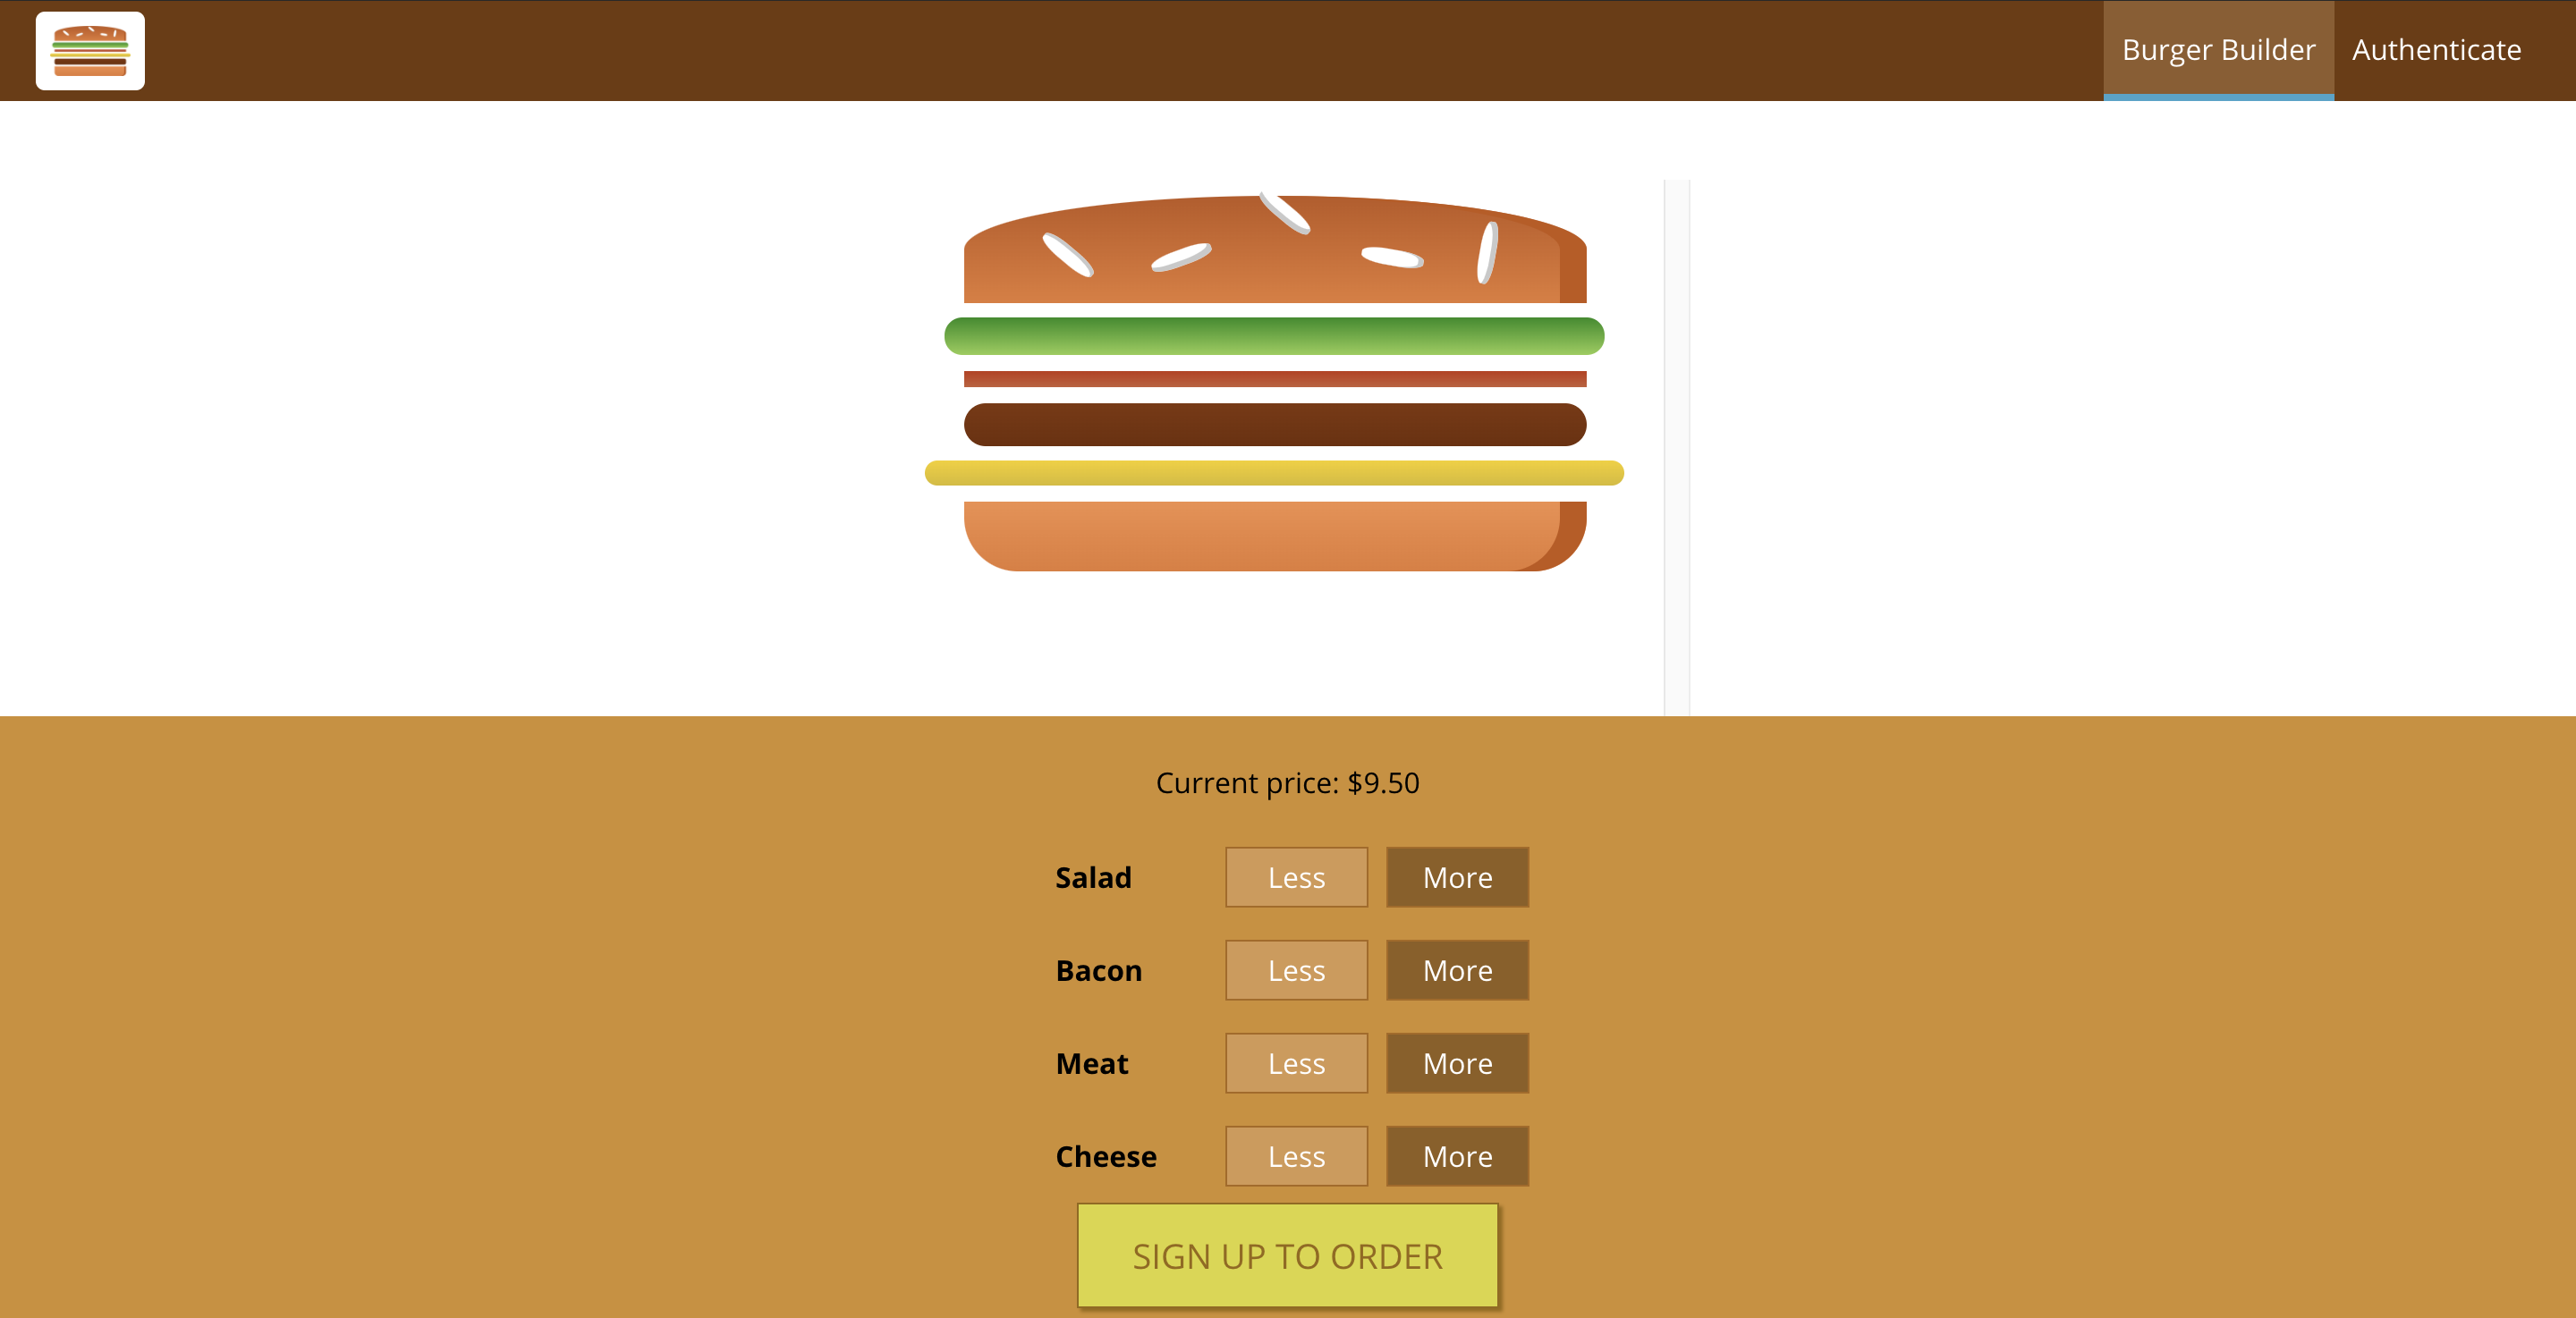 Burger Builder Authenticate
Current price: $9.50
Salad Less More
Bacon Less More
Meat Less More
Cheese Less More
SIGN UP TO ORDER